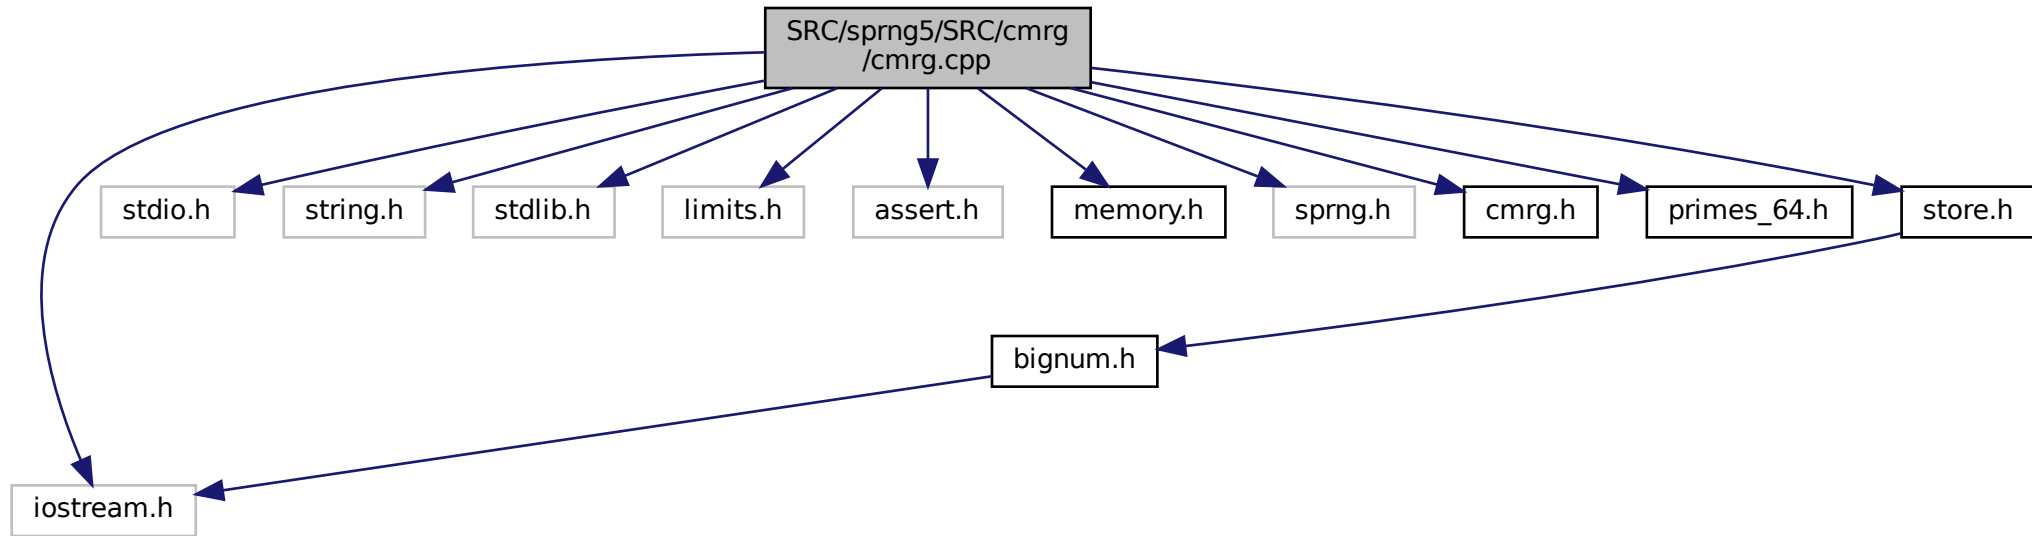 SRC/sprng5/SRC/cmrg
/cmrg.cpp
stdio.h
string.h
stdlib.h
limits.h
assert.h
memory.h
sprng.h
cmrg.h
primes_64.h
store.h
bignum.h
iostream.h